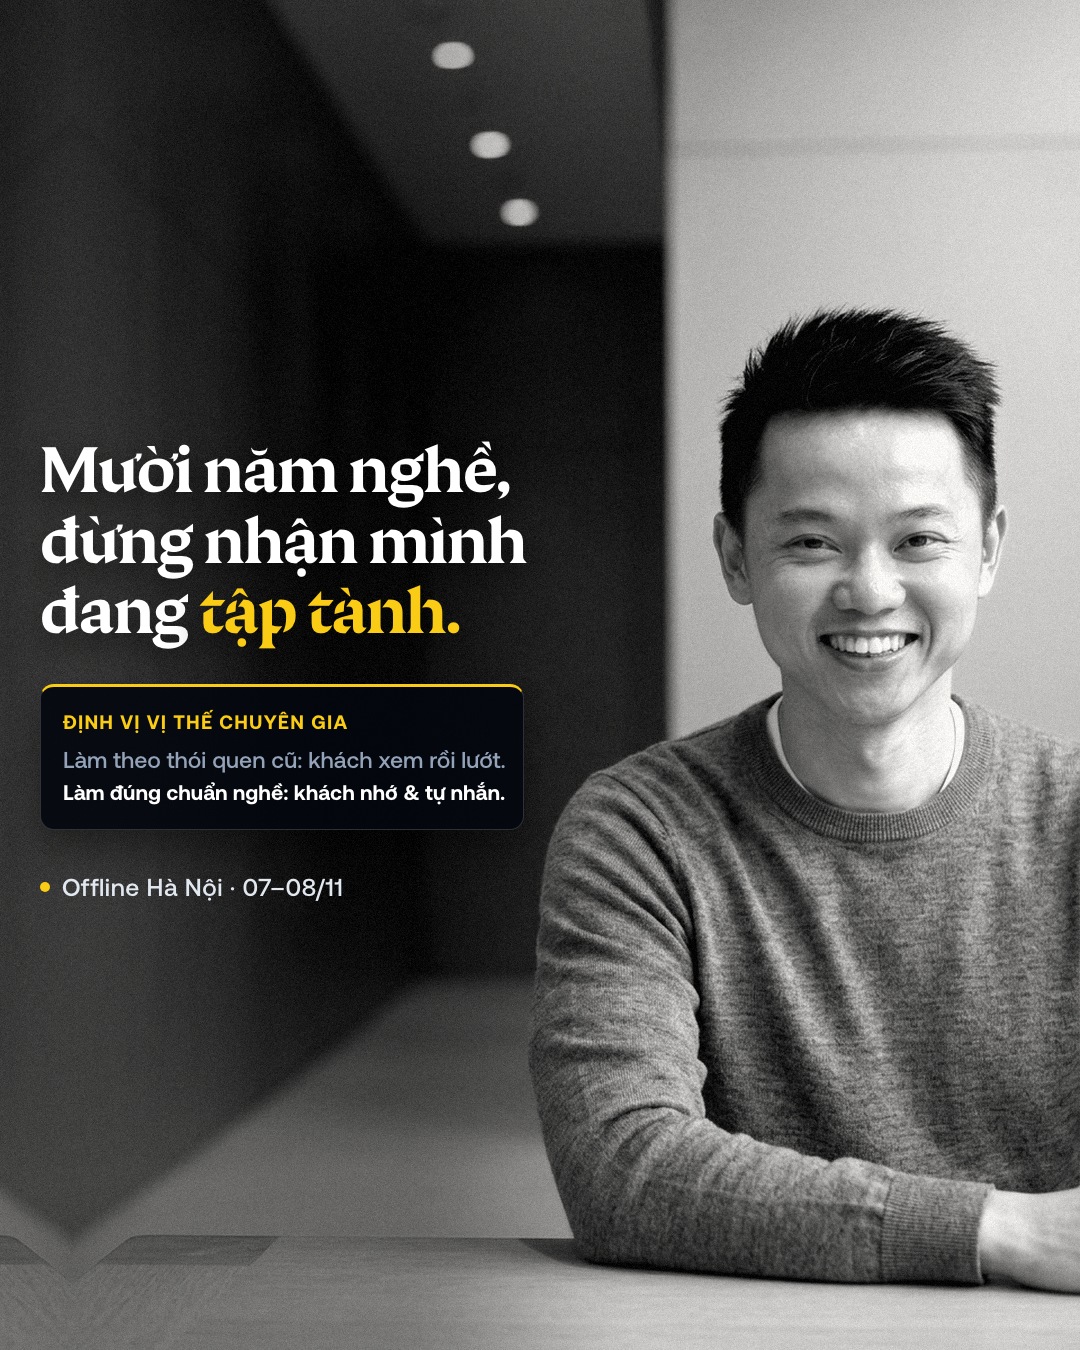 Mười năm nghề,
đừng nhận mình
đang tập tành.
ĐỊNH VỊ VỊ THẾ CHUYÊN GIA
Làm theo thói quen cũ: khách xem rồi lướt.
Làm đúng chuẩn nghề: khách nhớ & tự nhắn.
Offline Hà Nội · 07–08/11